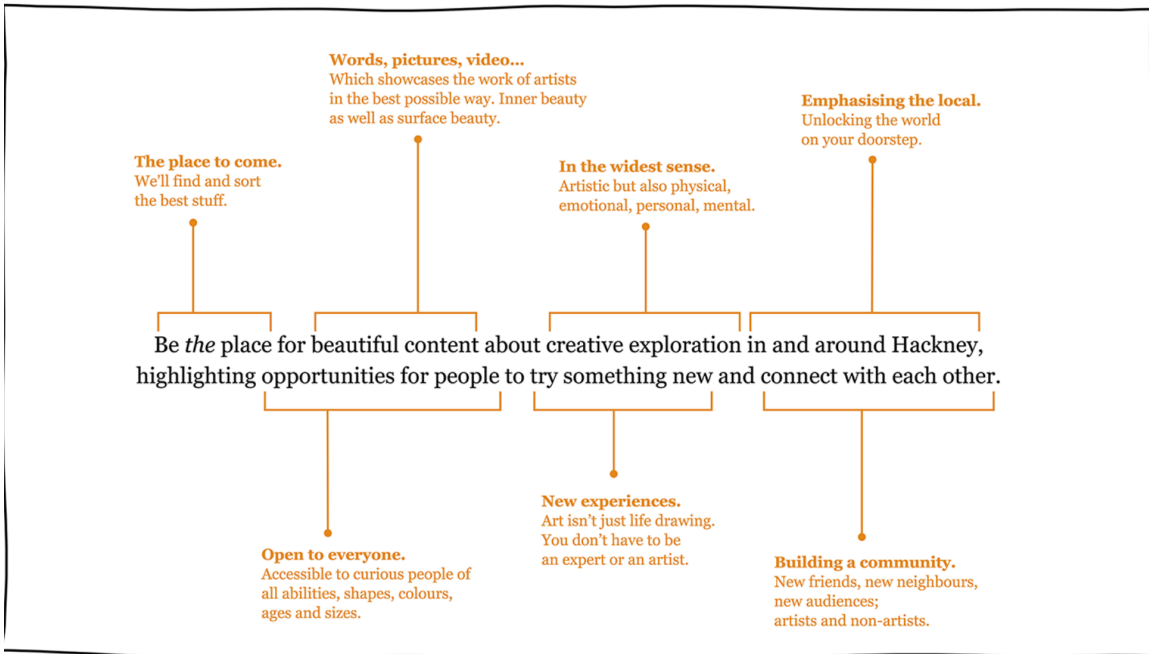 Words, pictures, video...
Which showcases the work of artists
in the best possible way. Inner beauty
as well as surface beauty.
Emphasising the local.
Unlocking the world
on your doorstep.
The place to come.
We'll find and sort
the best stuff.
In the widest sense.
Artistic but also physical,
emotional, personal, mental.
Be the place for beautiful content about creative exploration in and around Hackney,
highlighting opportunities for people to try something new and connect with each other.
Open to everyone.
Accessible to curious people of
all abilities, shapes, colours,
ages and sizes.
New experiences.
Art isn’t just life drawing.
You don’t have to be
an expert or an artist.
Building a community.
New friends, new neighbours,
new audiences;
artists and non-artists.